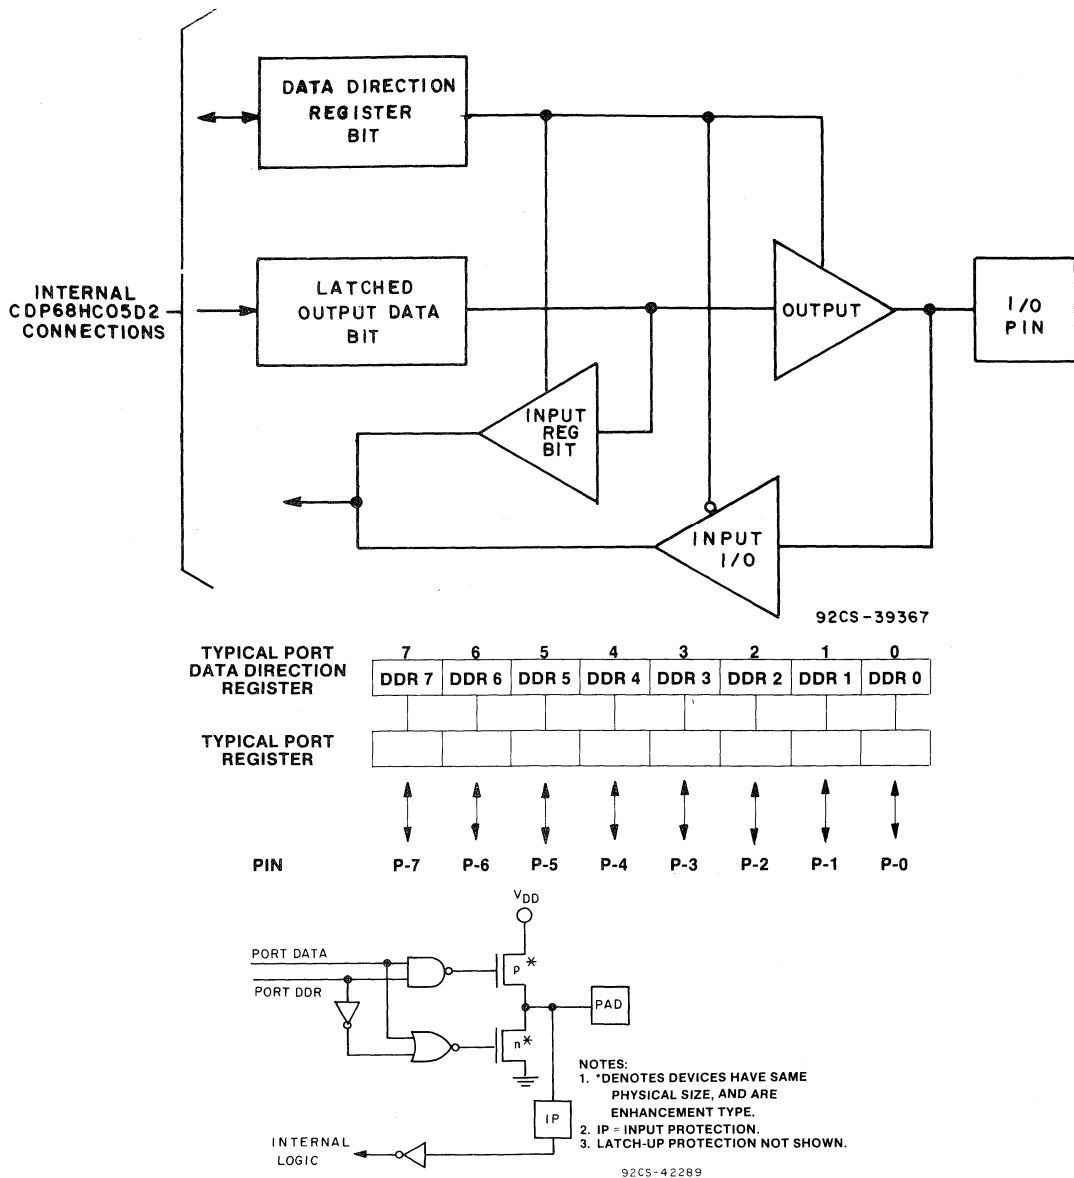 DATA DIRECTION
REGISTER
BIT
INTERNAL
CDP68HC05D2
CONNECTIONS
LATCHED
OUTPUT DATA
BIT
OUTPUT
I/O
PIN
INPUT
REG
BIT
INPUT
I/O
92CS-39367
TYPICAL PORT
DATA DIRECTION
REGISTER
7 6 5 4 3 2 1 0
DDR 7 DDR 6 DDR 5 DDR 4 DDR 3 DDR 2 DDR 1 DDR 0
TYPICAL PORT
REGISTER
PIN P-7 P-6 P-5 P-4 P-3 P-2 P-1 P-0
VDD
PORT DATA
PORT DDR
p*
PAD
n*
IP
INTERNAL
LOGIC
NOTES:
1. *DENOTES DEVICES HAVE SAME
PHYSICAL SIZE, AND ARE
ENHANCEMENT TYPE.
2. IP = INPUT PROTECTION.
3. LATCH-UP PROTECTION NOT SHOWN.
92CS-42289